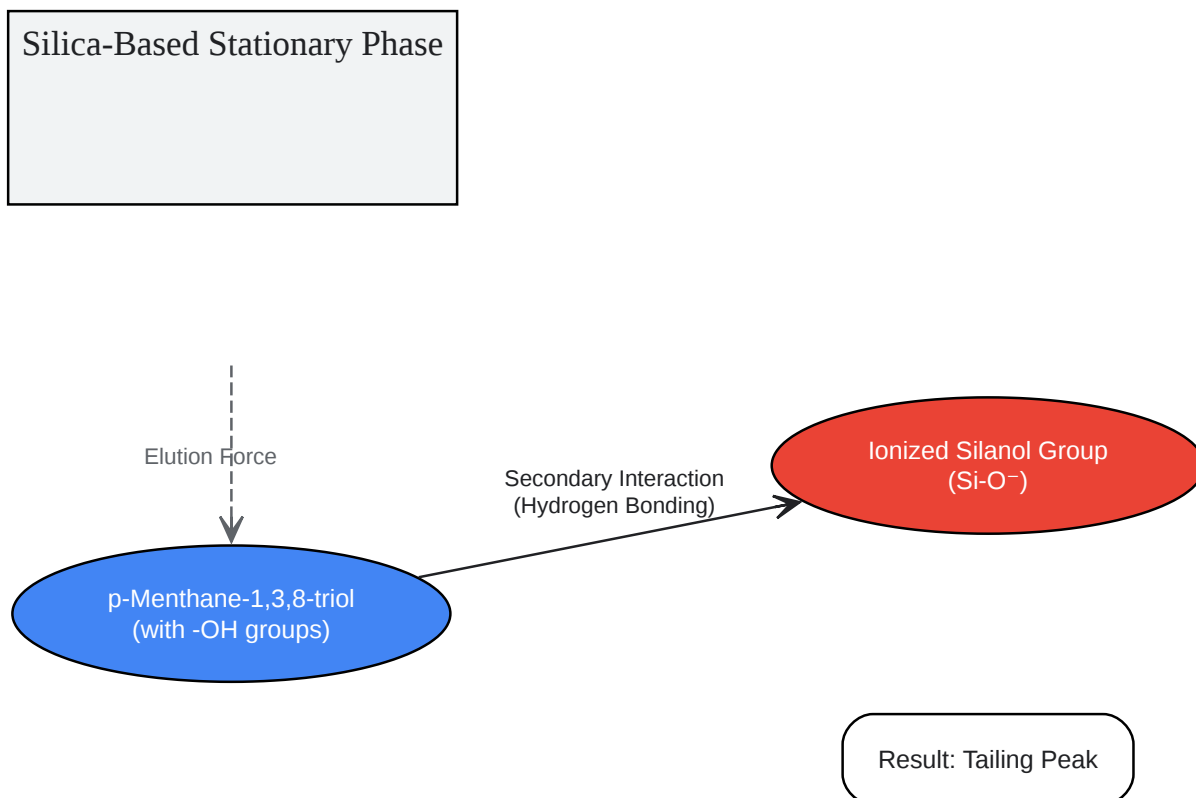 Silica-Based Stationary Phase
Elution Force
Secondary Interaction
(Hydrogen Bonding)
Ionized Silanol Group
(Si-O⁻)
p-Menthane-1,3,8-triol
(with -OH groups)
Result: Tailing Peak